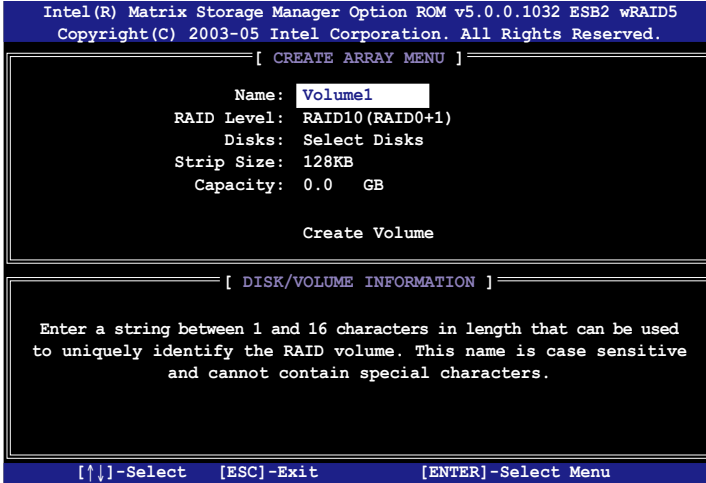 Intel(R) Matrix Storage Manager Option ROM v5.0.0.1032 ESB2 wRAID5
Copyright(C) 2003-05 Intel Corporation. All Rights Reserved.
[ CREATE ARRAY MENU ]
Name: Volume1
RAID Level: RAID10(RAID0+1)
Disks: Select Disks
Strip Size: 128KB
Capacity: 0.0 GB
Create Volume
[ DISK/VOLUME INFORMATION ]
Enter a string between 1 and 16 characters in length that can be used
to uniquely identify the RAID volume. This name is case sensitive
and cannot contain special characters.
[↑↓]-Select [ESC]-Exit [ENTER]-Select Menu